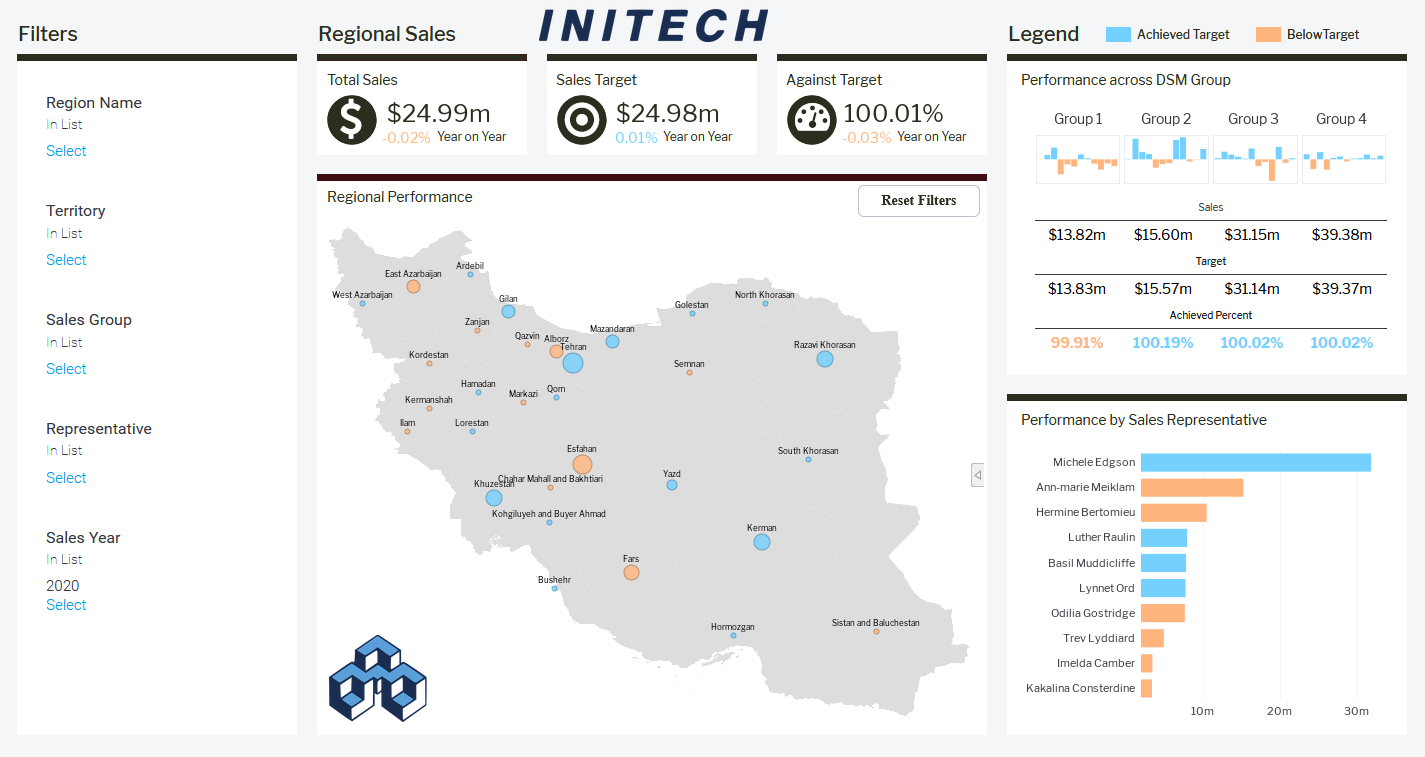 Filters
Region Name
In List
Select
Territory
In List
Select
Sales Group
In List
Select
Representative
In List
Select
Sales Year
In List
2020
Select
Regional Sales
INITECH
Total Sales
$24.99m
-0.02% Year on Year
Sales Target
$24.98m
0.01% Year on Year
Against Target
100.01%
-0.03% Year on Year
Regional Performance
Reset Filters
Ardebil
East Azarbaijan
West Azarbaijan
Gilan
North Khorasan
Golestan
Zanjan
Mazandaran
Qazvin
Alborz
Tehran
Razavi Khorasan
Kordestan
Semnan
Hamadan
Qom
Markazi
Kermanshah
Ilam
Lorestan
Esfahan
South Khorasan
Yazd
Chahar Mahall and Bakhtiari
Khuzestan
Kohgiluyeh and Buyer Ahmad
Kerman
Fars
Bushehr
Sistan and Baluchestan
Hormozgan
Legend
Achieved Target
BelowTarget
Performance across DSM Group
Group 1 Group 2 Group 3 Group 4
Sales
$13.82m $15.60m $31.15m $39.38m
Target
$13.83m $15.57m $31.14m $39.37m
Achieved Percent
99.91% 100.19% 100.02% 100.02%
Performance by Sales Representative
Michele Edgson
Ann-marie Meiklam
Hermine Bertomieu
Luther Raulin
Basil Muddicliffe
Lynnet Ord
Odilia Gostridge
Trev Lyddiard
Imelda Camber
Kakalina Consterdine
10m 20m 30m